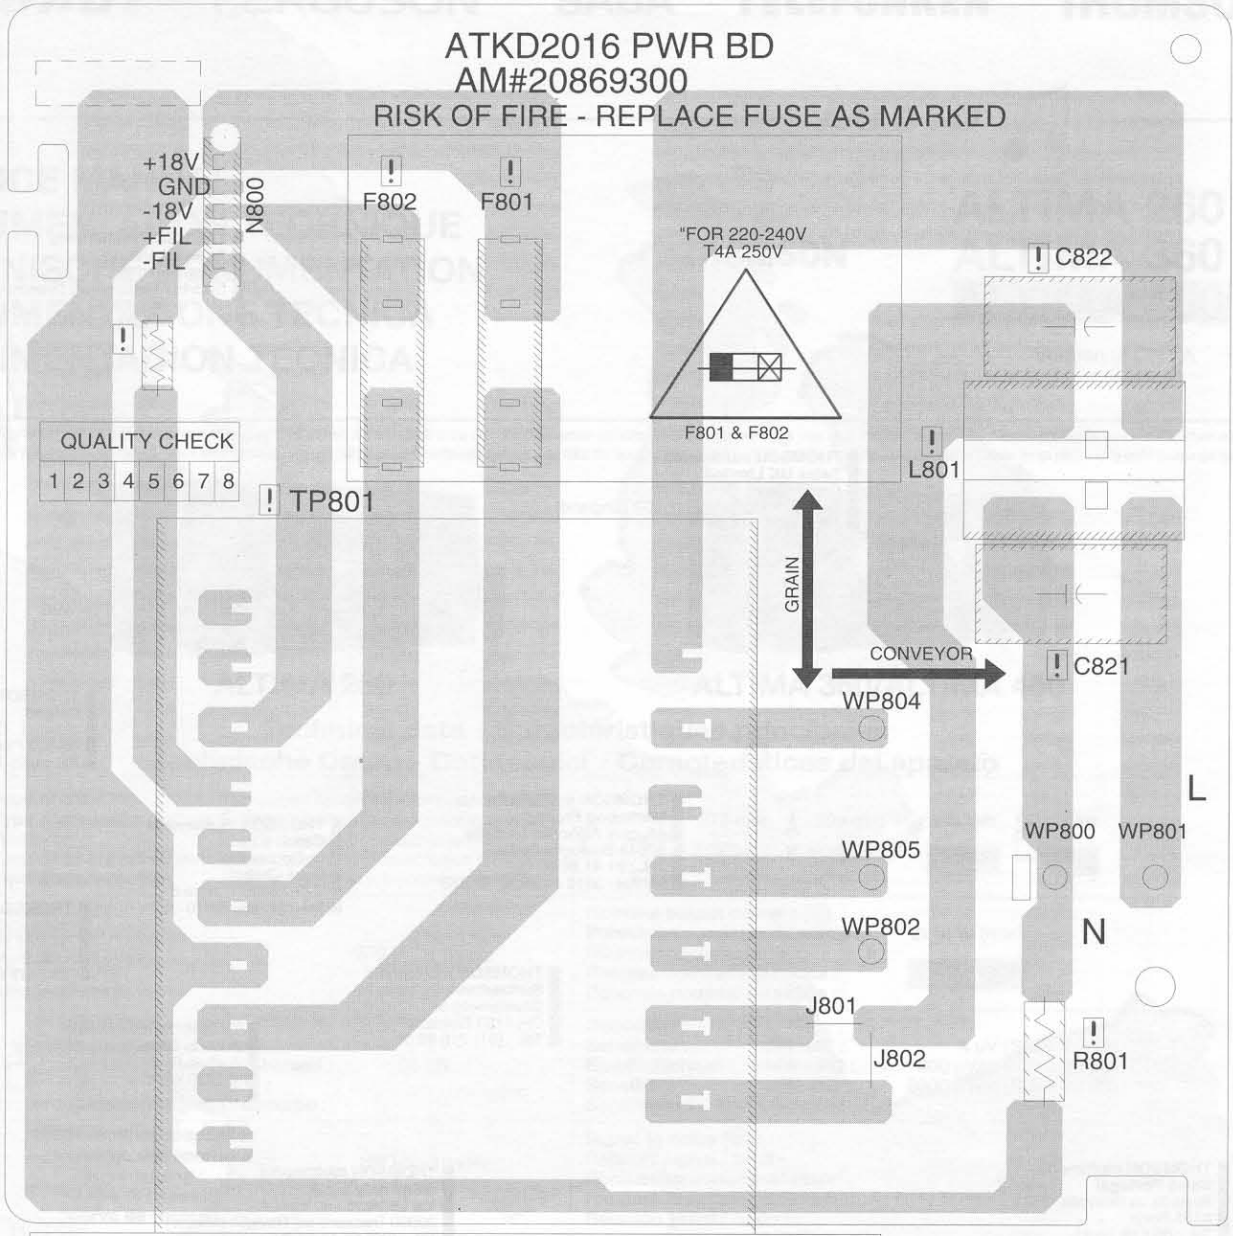 ATKD2016 PWR BD
AM#20869300
RISK OF FIRE - REPLACE FUSE AS MARKED
+18V
GND
-18V
+FIL
-FIL
N800
!
F802
!
F801
"FOR 220-240V
T4A 250V
F801 & F802
! C822
!
QUALITY CHECK
1 2 3 4 5 6 7 8
! TP801
!
L801
GRAIN
CONVEYOR
! C821
WP804
L
WP800 WP801
WP805
WP802
N
J801
J802
!
R801